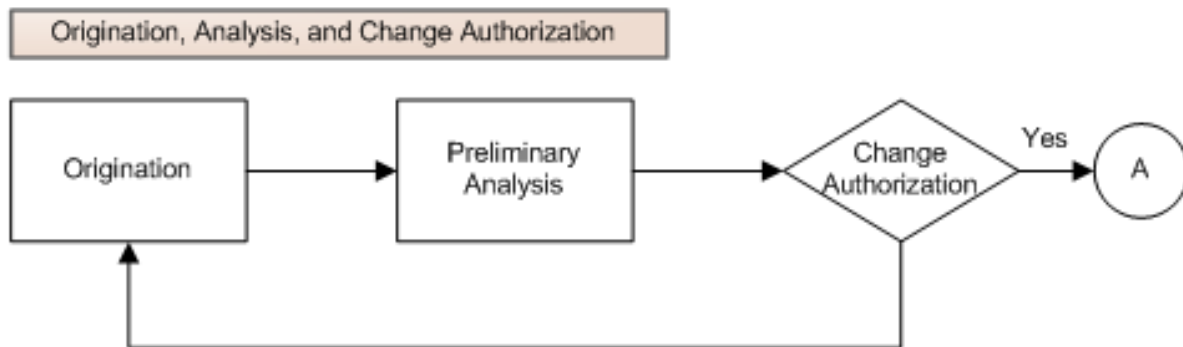 Origination, Analysis, and Change Authorization
Origination
Preliminary
Analysis
Change
Authorization
Yes
A